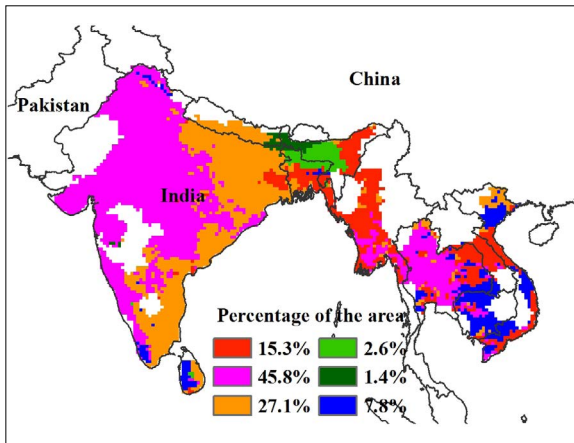 China
Pakistan
India
Percentage of the area
15.3% 2.6%
45.8% 1.4%
27.1% 7.8%